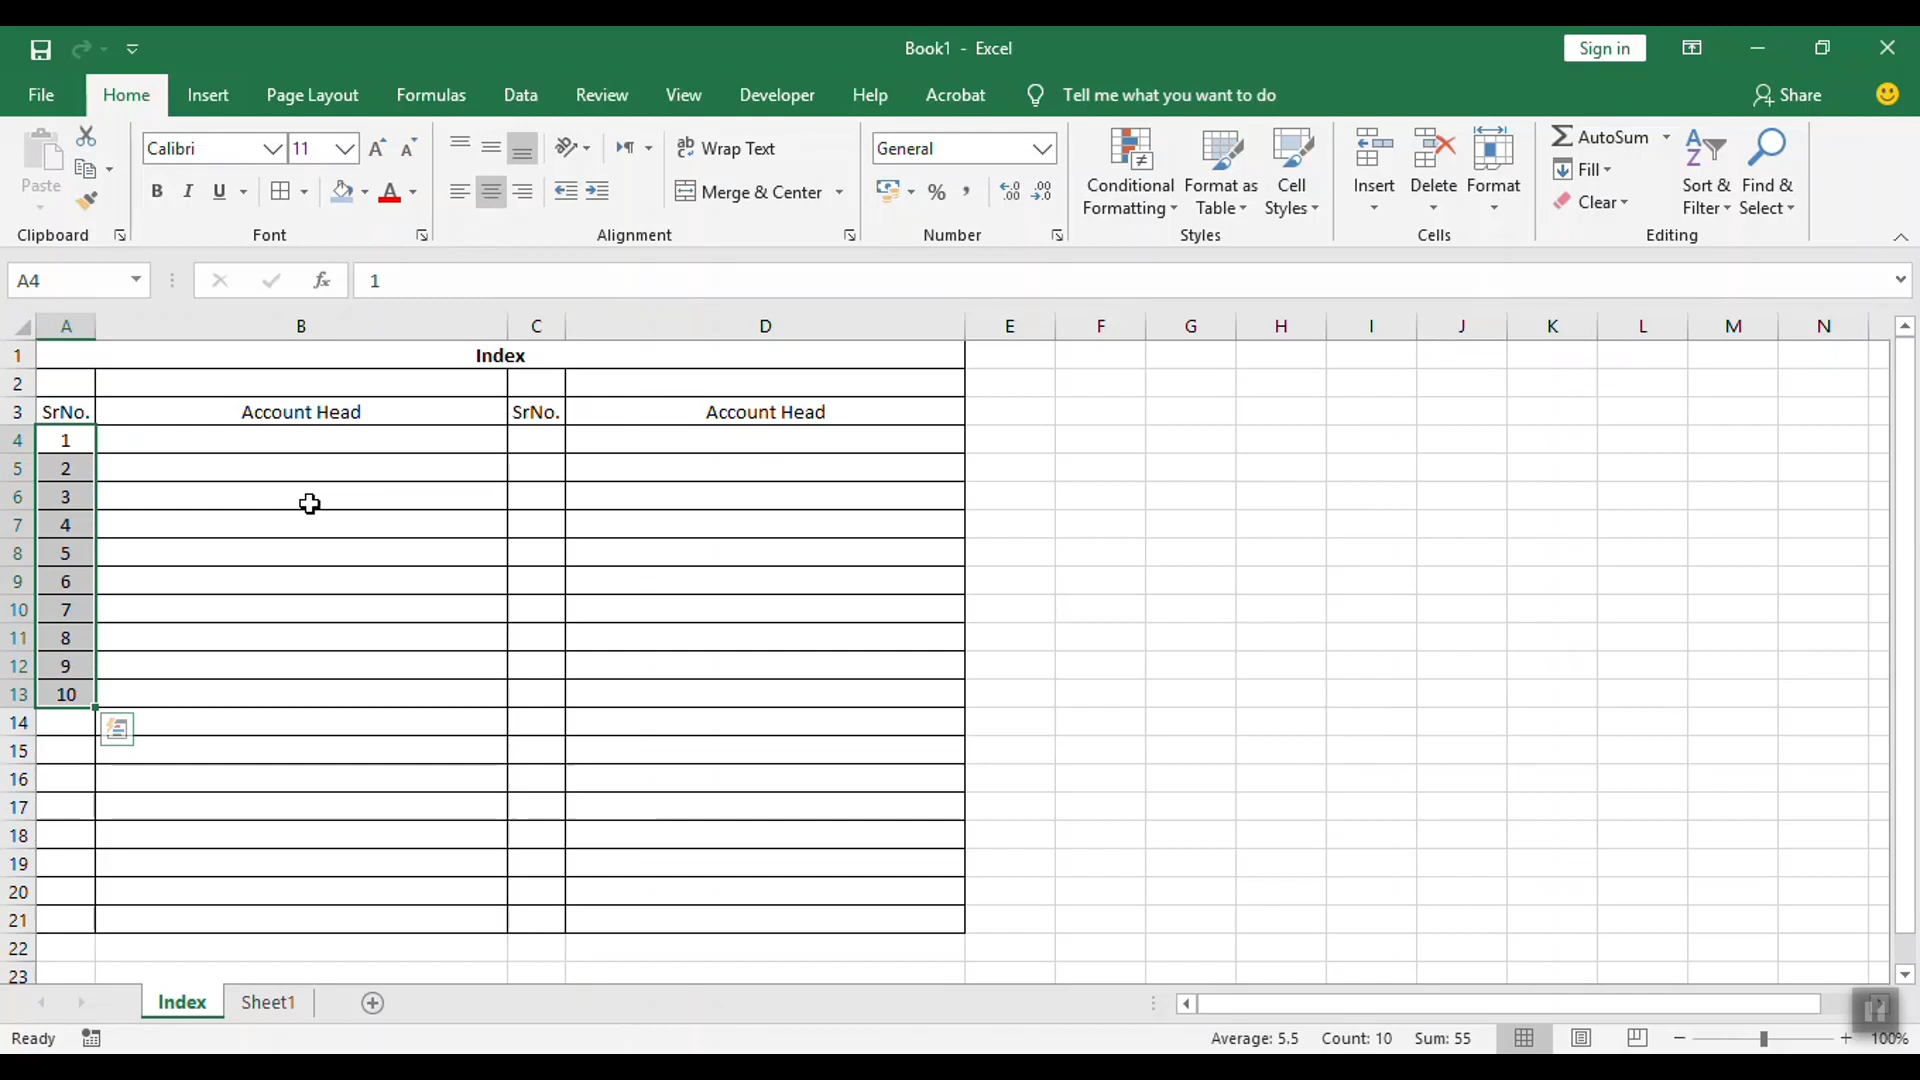 Book1 - Excel
Sign in
File Home Insert Page Layout Formulas Data Review View Developer Help Acrobat Tell me what you want to do Share
Paste
Clipboard
Calibri 11
B I U A
Font
Wrap Text
Merge & Center
Alignment
General
%
Number
Conditional Formatting
Format as Table
Cell Styles
Styles
Insert Delete Format
Cells
AutoSum
Fill
Clear
Sort & Filter
Find & Select
Editing
A4 fx 1
A B C D E F G H I J K L M N
1 Index
2
3 SrNo. Account Head SrNo. Account Head
4 1
5 2
6 3
7 4
8 5
9 6
10 7
11 8
12 9
13 10
14
15
16
17
18
19
20
21
22
23
Index Sheet1
Ready Average: 5.5 Count: 10 Sum: 55 100%